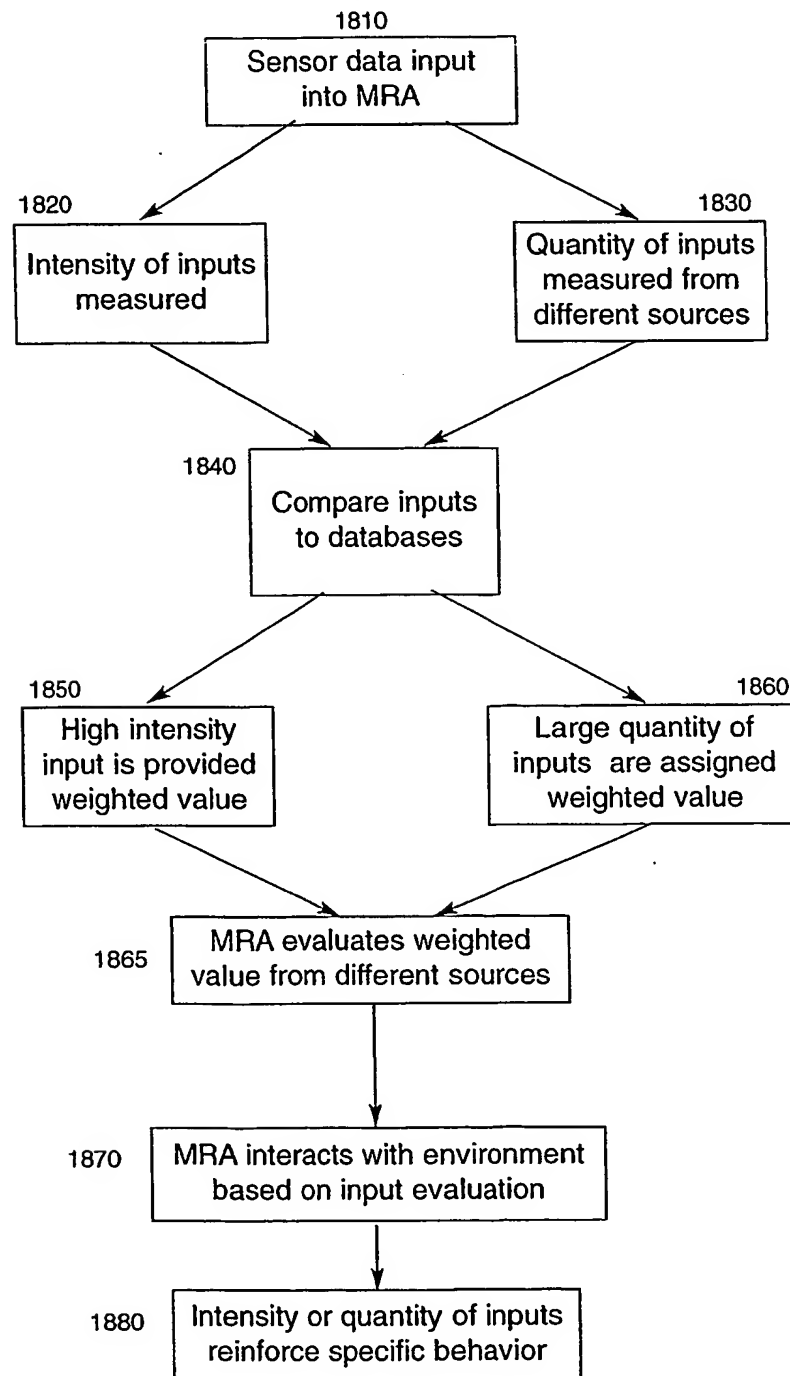 1810
Sensor data input
into MRA
1820
Intensity of inputs
measured
1830
Quantity of inputs
measured from
different sources
1840
Compare inputs
to databases
1850
High intensity
input is provided
weighted value
1860
Large quantity of
inputs are assigned
weighted value
1865
MRA evaluates weighted
value from different sources
1870
MRA interacts with environment
based on input evaluation
1880
Intensity or quantity of inputs
reinforce specific behavior